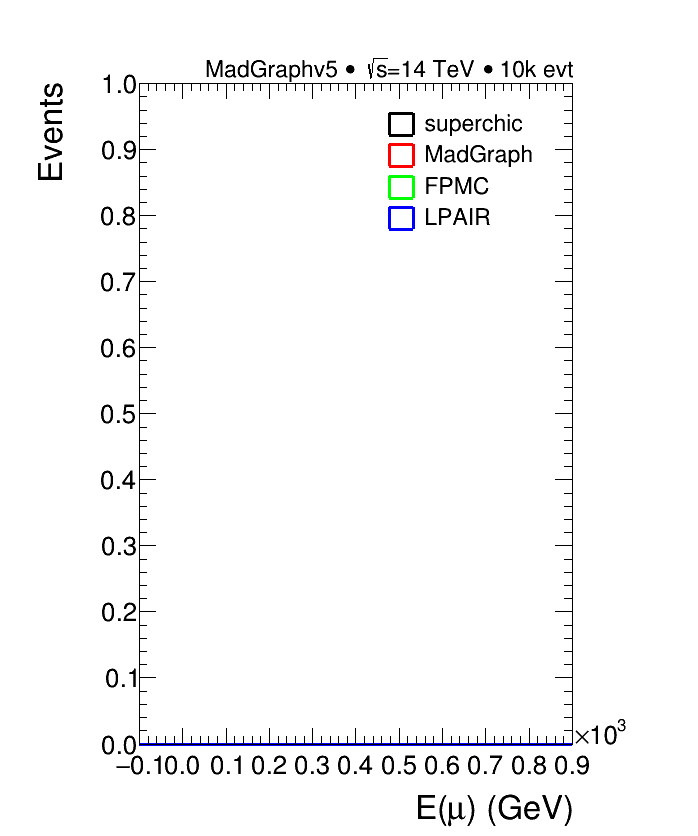 MadGraphv5 • √s=14 TeV • 10k evt
Events
superchic
MadGraph
FPMC
LPAIR
1.0
0.9
0.8
0.7
0.6
0.5
0.4
0.3
0.2
0.1
0.0
−0.1 0.0 0.1 0.2 0.3 0.4 0.5 0.6 0.7 0.8 0.9
×10³
E(μ) (GeV)